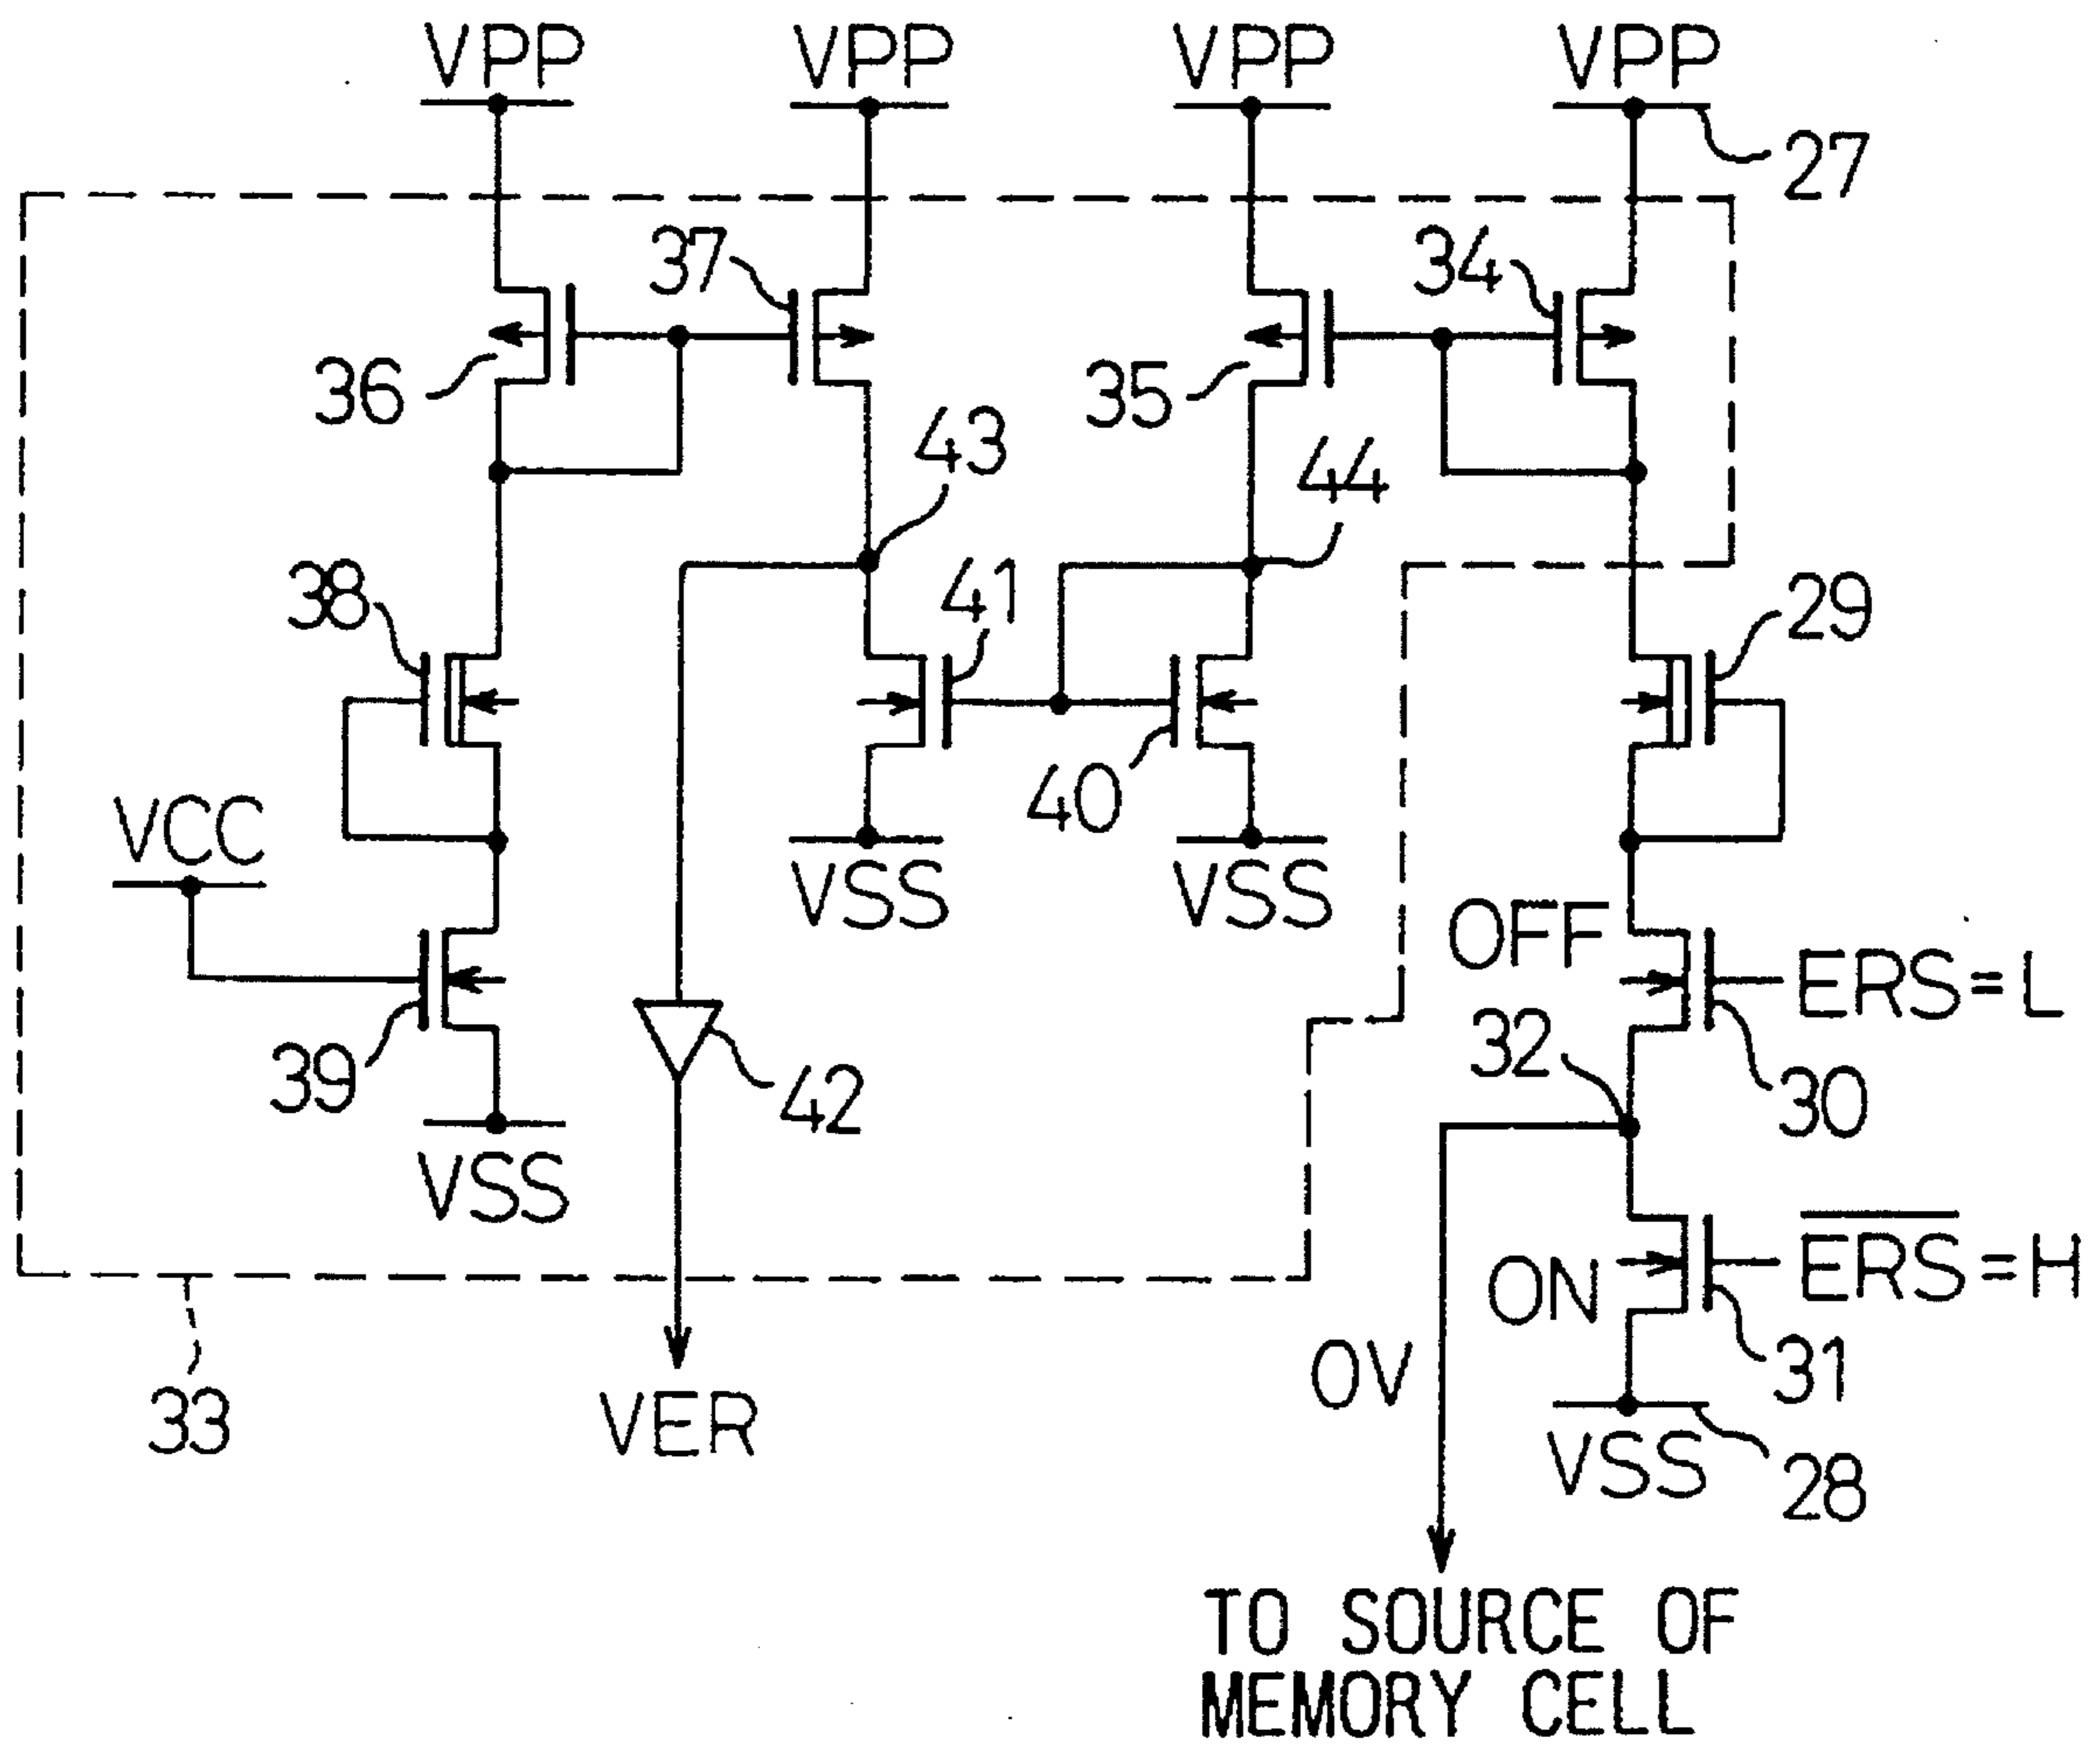 VPP VPP VPP VPP
27
37 34
36 35
43
44
38 41 29
40
VCC
VSS VSS
OFF
ERS=L
32
39 42 30
VSS
ON
ERS=H
0V
31
33 VER
VSS
28
TO SOURCE OF
MEMORY CELL